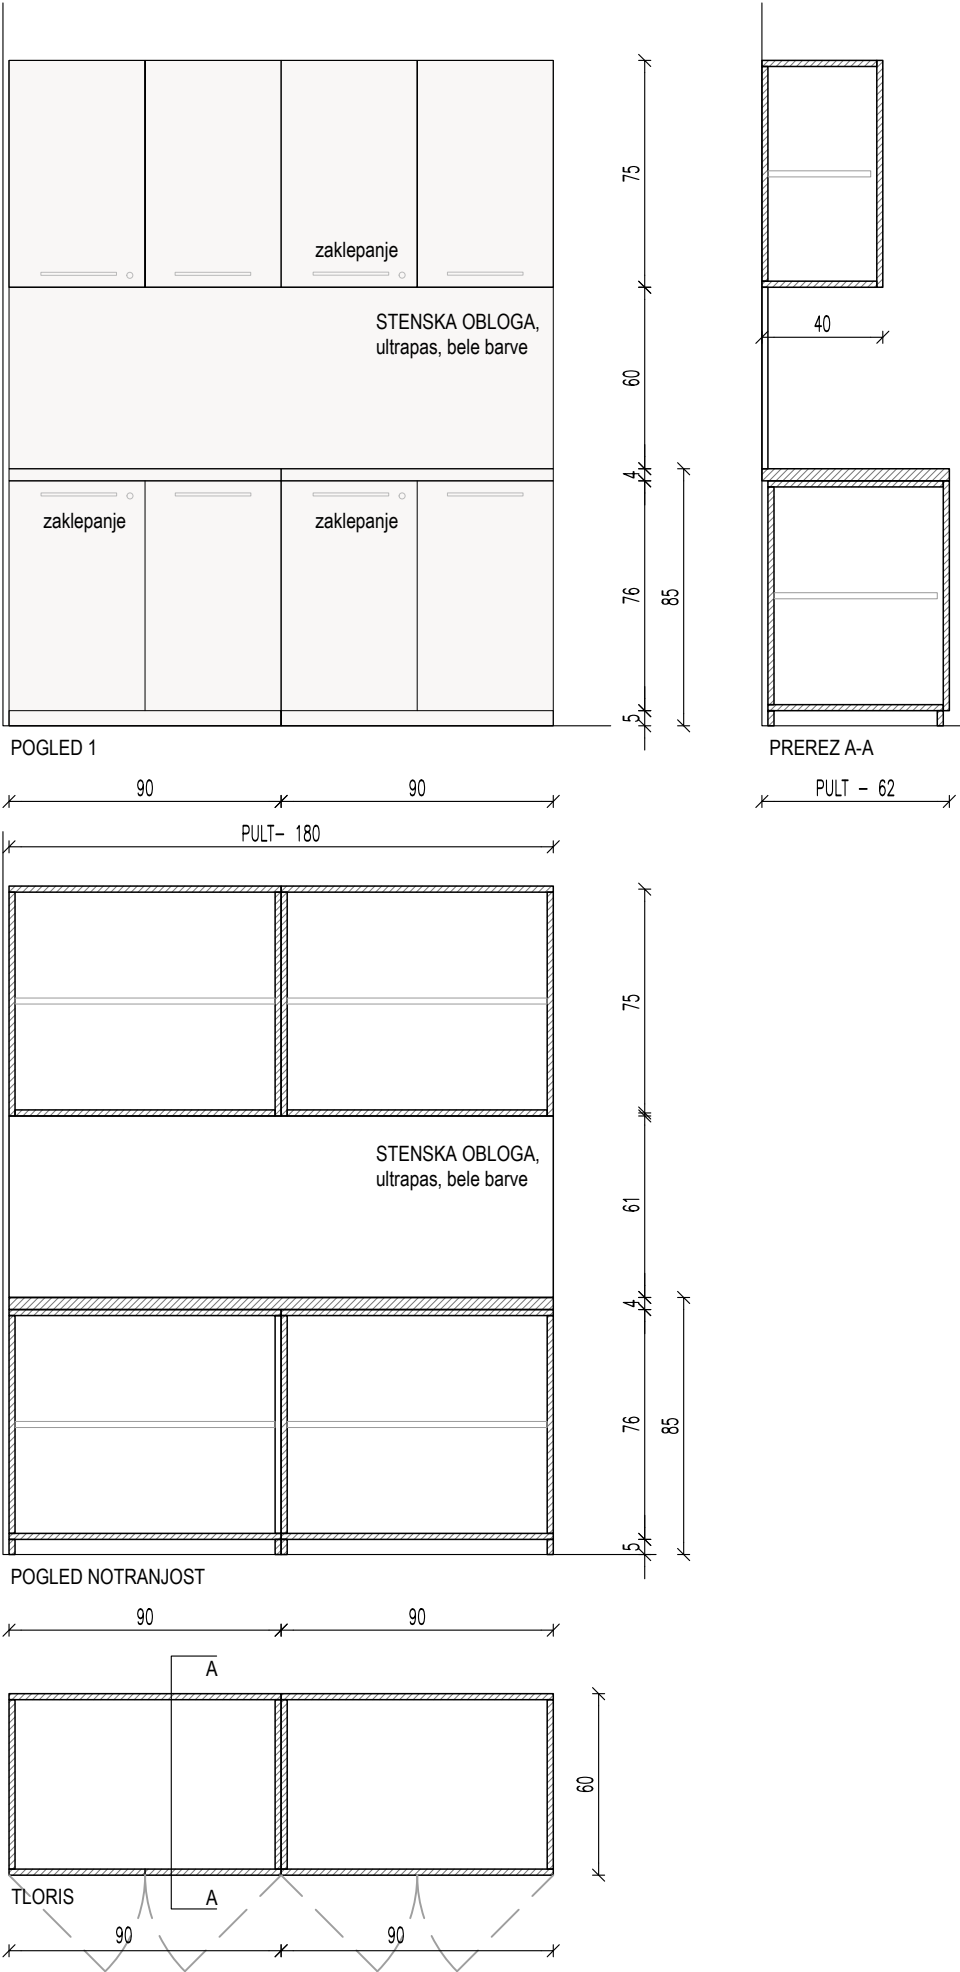 75
zaklepanje
STENSKA OBLOGA,
ultrapas, bele barve
40
60
4
zaklepanje
zaklepanje
76
85
5
POGLED 1
PREREZ A-A
90
90
PULT - 62
PULT- 180
75
STENSKA OBLOGA,
ultrapas, bele barve
61
4
76
85
5
POGLED NOTRANJOST
90
90
A
60
TLORIS
A
90
90